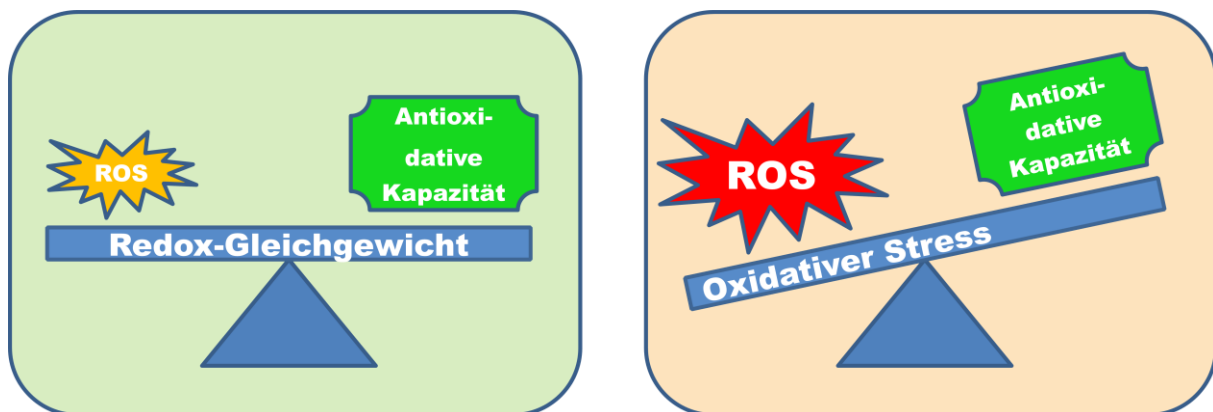 ROS
Antioxi-
dative
Kapazität
Redox-Gleichgewicht
ROS
Antioxi-
dative
Kapazität
Oxidativer Stress